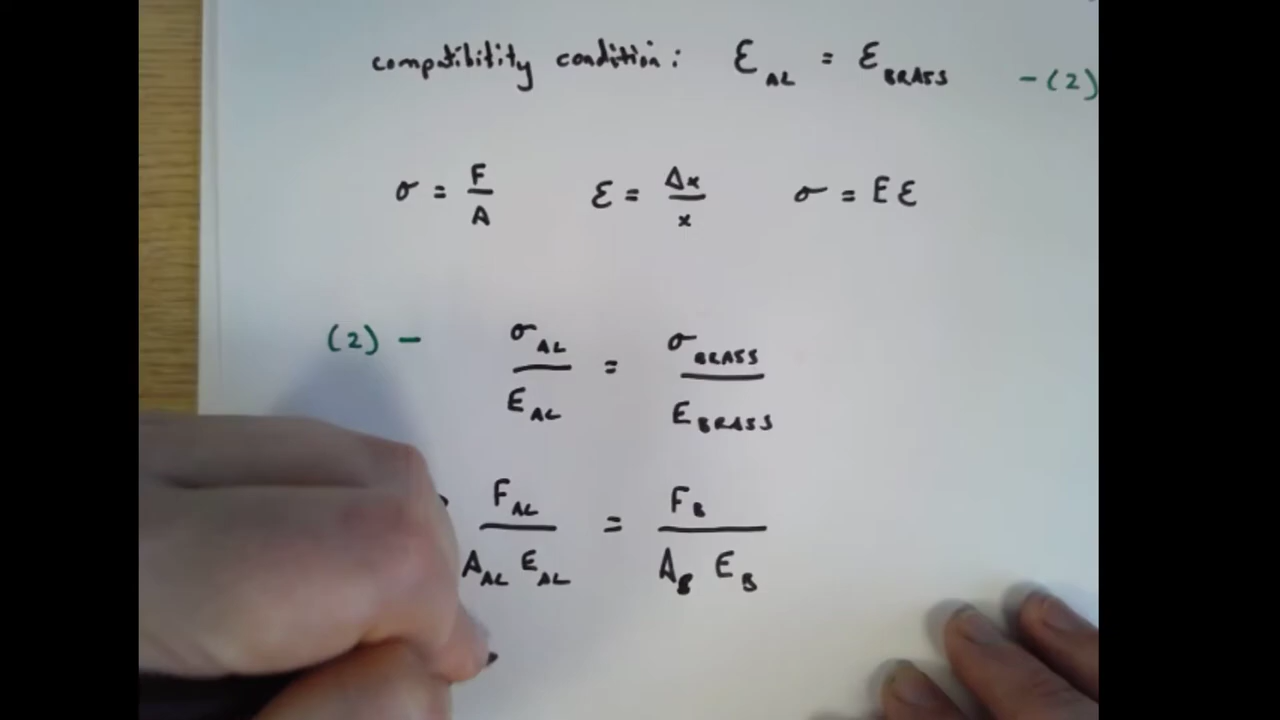 compatibility condition: ε_AL = ε_BRASS - (2)
σ = F/A ε = Δx/x σ = Eε
(2) - σ_AL/E_AL = σ_BRASS/E_BRASS
F_AL/(A_AL E_AL) = F_B/(A_B E_B)